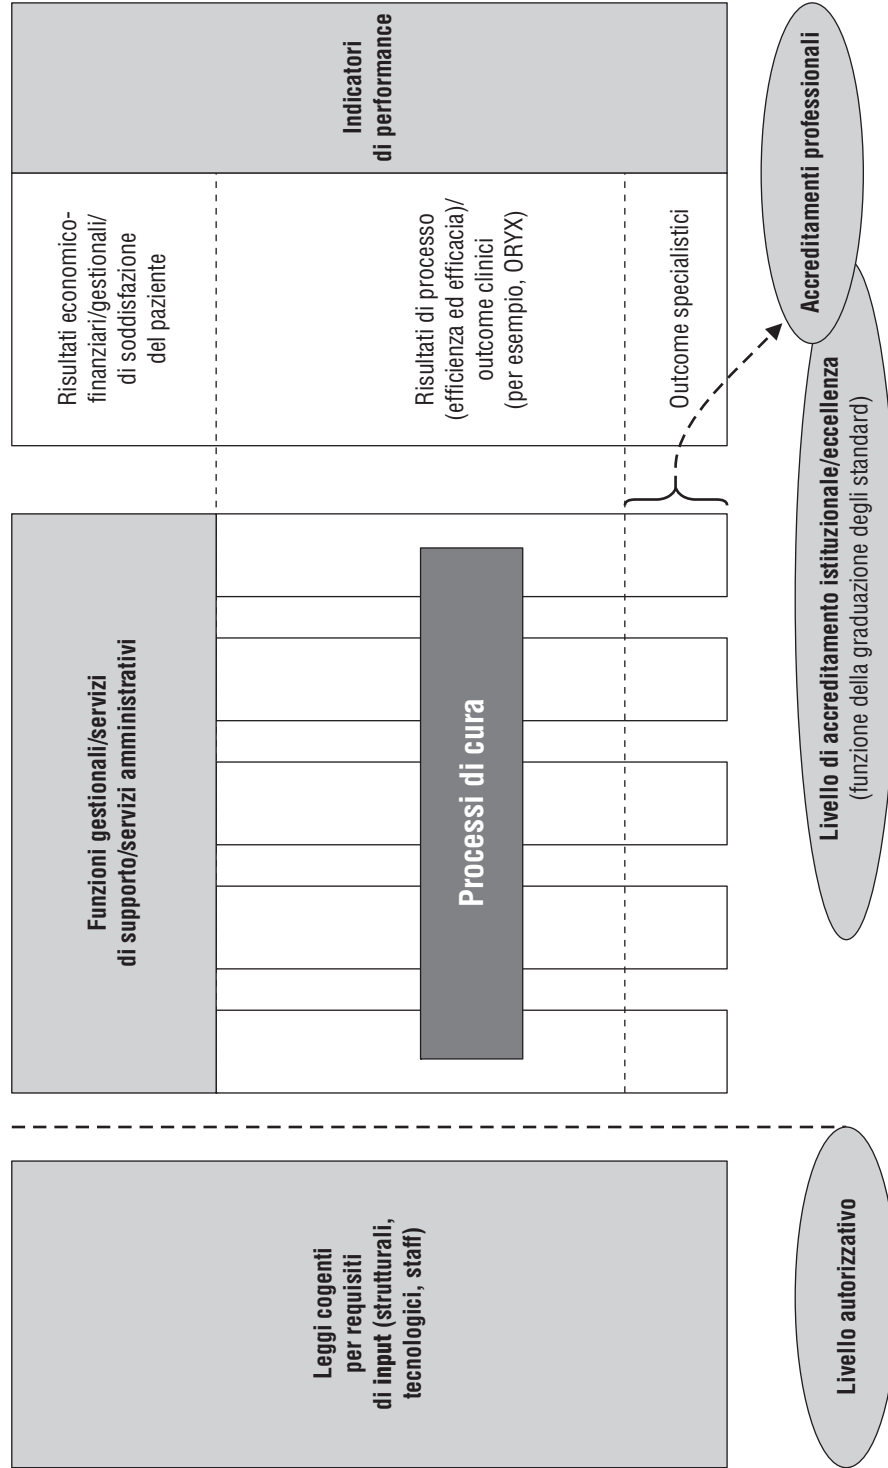 Leggi cogenti
per requisiti
di input (strutturali,
tecnologici, staff)
Funzioni gestionali/servizi
di supporto/servizi amministrativi
Processi di cura
Risultati economico-
finanziari/gestionali/
di soddisfazione
del paziente
Risultati di processo
(efficienza ed efficacia)/
outcome clinici
(per esempio, ORYX)
Outcome specialistici
Indicatori
di performance
Livello autorizzativo
Livello di accreditamento istituzionale/eccellenza
(funzione della graduazione degli standard)
Accreditamenti professionali